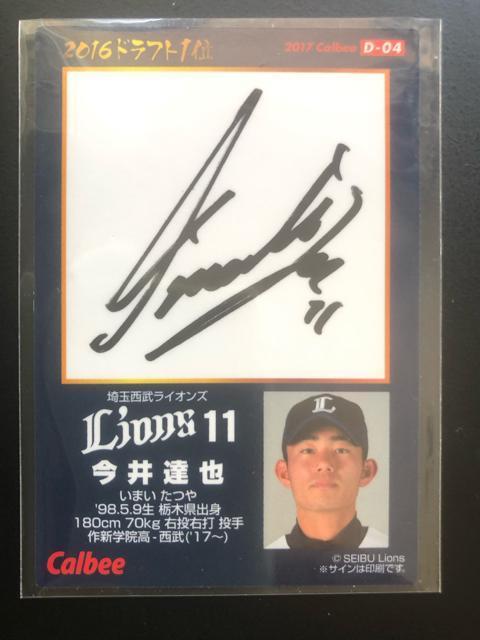 2016ドラフト1位
2017 Calbee D-04
11
埼玉西武ライオンズ
Lions 11
今井達也
いまい たつや
'98.5.9生 栃木県出身
180cm 70kg 右投右打 投手
作新学院高-西武('17〜)
Calbee
L
© SEIBU Lions
※サインは印刷です。